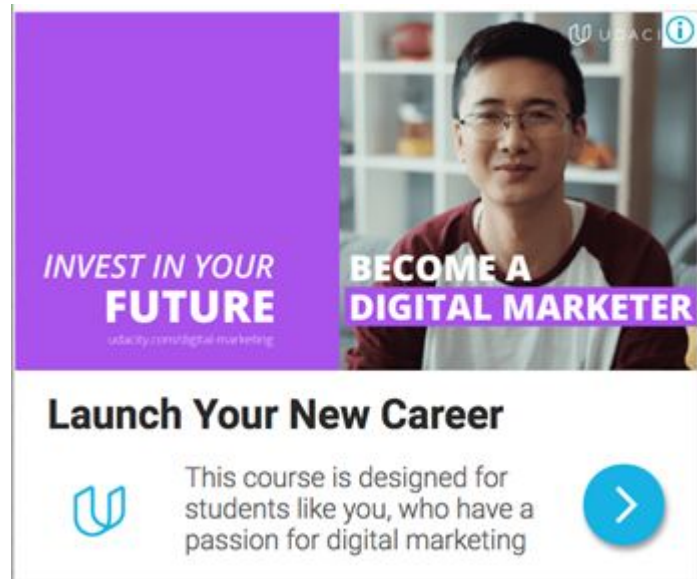 UDACI
INVEST IN YOUR
FUTURE
udacity.com/digital-marketing
BECOME A
DIGITAL MARKETER
Launch Your New Career
This course is designed for
students like you, who have a
passion for digital marketing